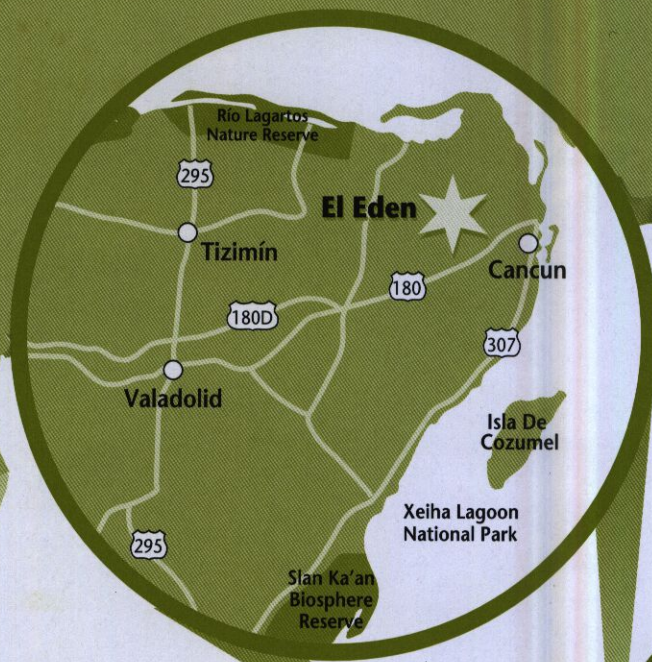 Río Lagartos
Nature Reserve
295
El Eden
Tizimín
Cancun
180
180D
307
Valadolid
Isla De
Cozumel
Xeiha Lagoon
National Park
295
Slan Ka'an
Biosphere
Reserve